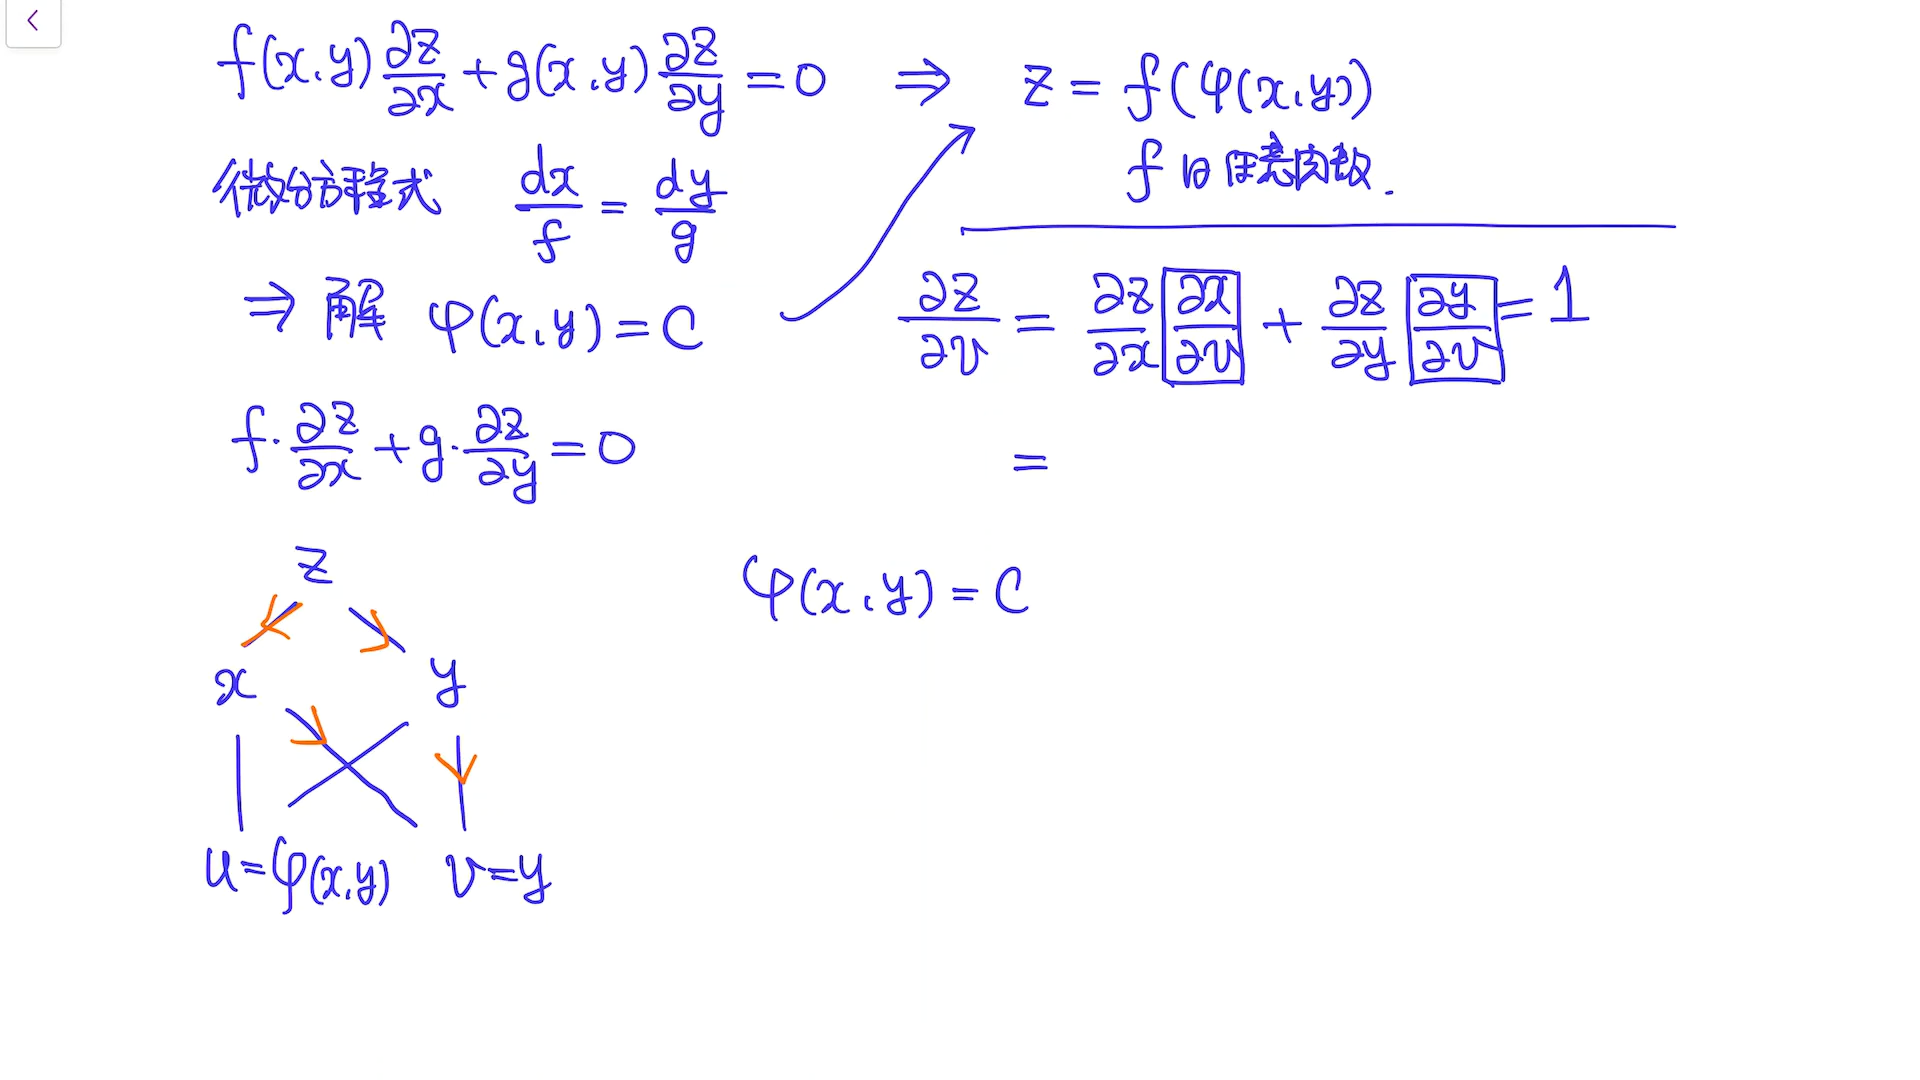 f(x,y) ∂z/∂x + g(x,y) ∂z/∂y = 0 ⇒ z = f(φ(x,y))
f 为任意函数.
微分方程式 dx/f = dy/g
⇒ 解 φ(x,y) = C
∂z/∂v = ∂z/∂x ∂x/∂v + ∂z/∂y ∂y/∂v = 1
f·∂z/∂x + g·∂z/∂y = 0
=
z
φ(x,y) = C
x y
u=φ(x,y) v=y